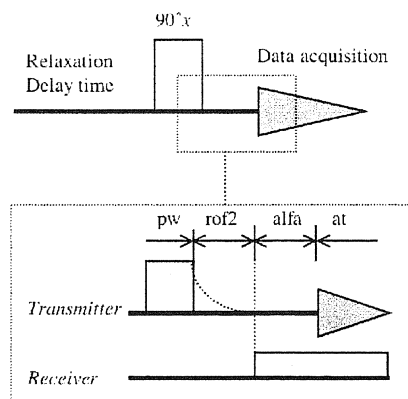 90°x
Relaxation
Delay time
Data acquisition
pw
rof2
alfa
at
Transmitter
Receiver